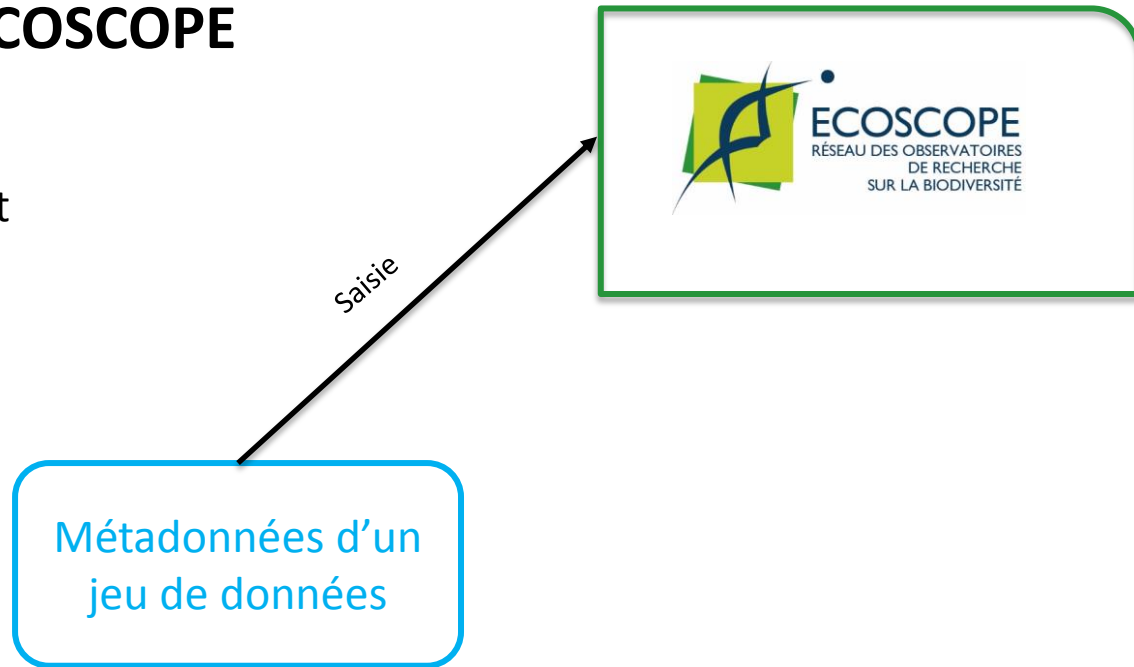 COSCOPE
ECOSCOPE
RÉSEAU DES OBSERVATOIRES
DE RECHERCHE
SUR LA BIODIVERSITÉ
t
Saisie
Métadonnées d’un
jeu de données